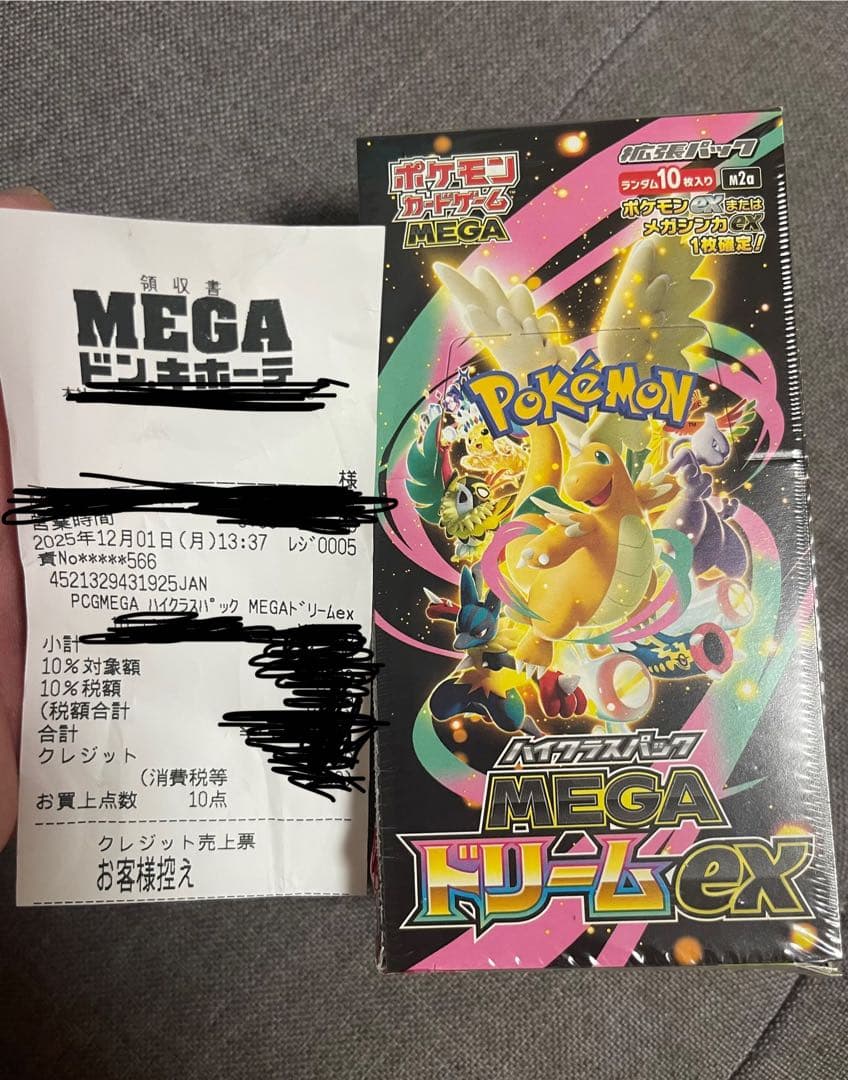 領収書
MEGA
ドン・キホーテ
様
営業時間
2025年12月01日(月)13:37 ﾚｼﾞ0005
責No*****566
4521329431925JAN
PCGMEGA ﾊｲｸﾗｽﾊﾟｯｸ MEGAﾄﾞﾘｰﾑex
小計
10%対象額
10%税額
(税額合計
合計
クレジット
(消費税等
お買上点数 10点
クレジット売上票
お客様控え
ポケモン
カードゲーム
MEGA
拡張パック
ランダム10枚入り M2a
ポケモンexまたは
メガシンカex
1枚確定!
POKéMON
ハイクラスパック
MEGA
ドリームex